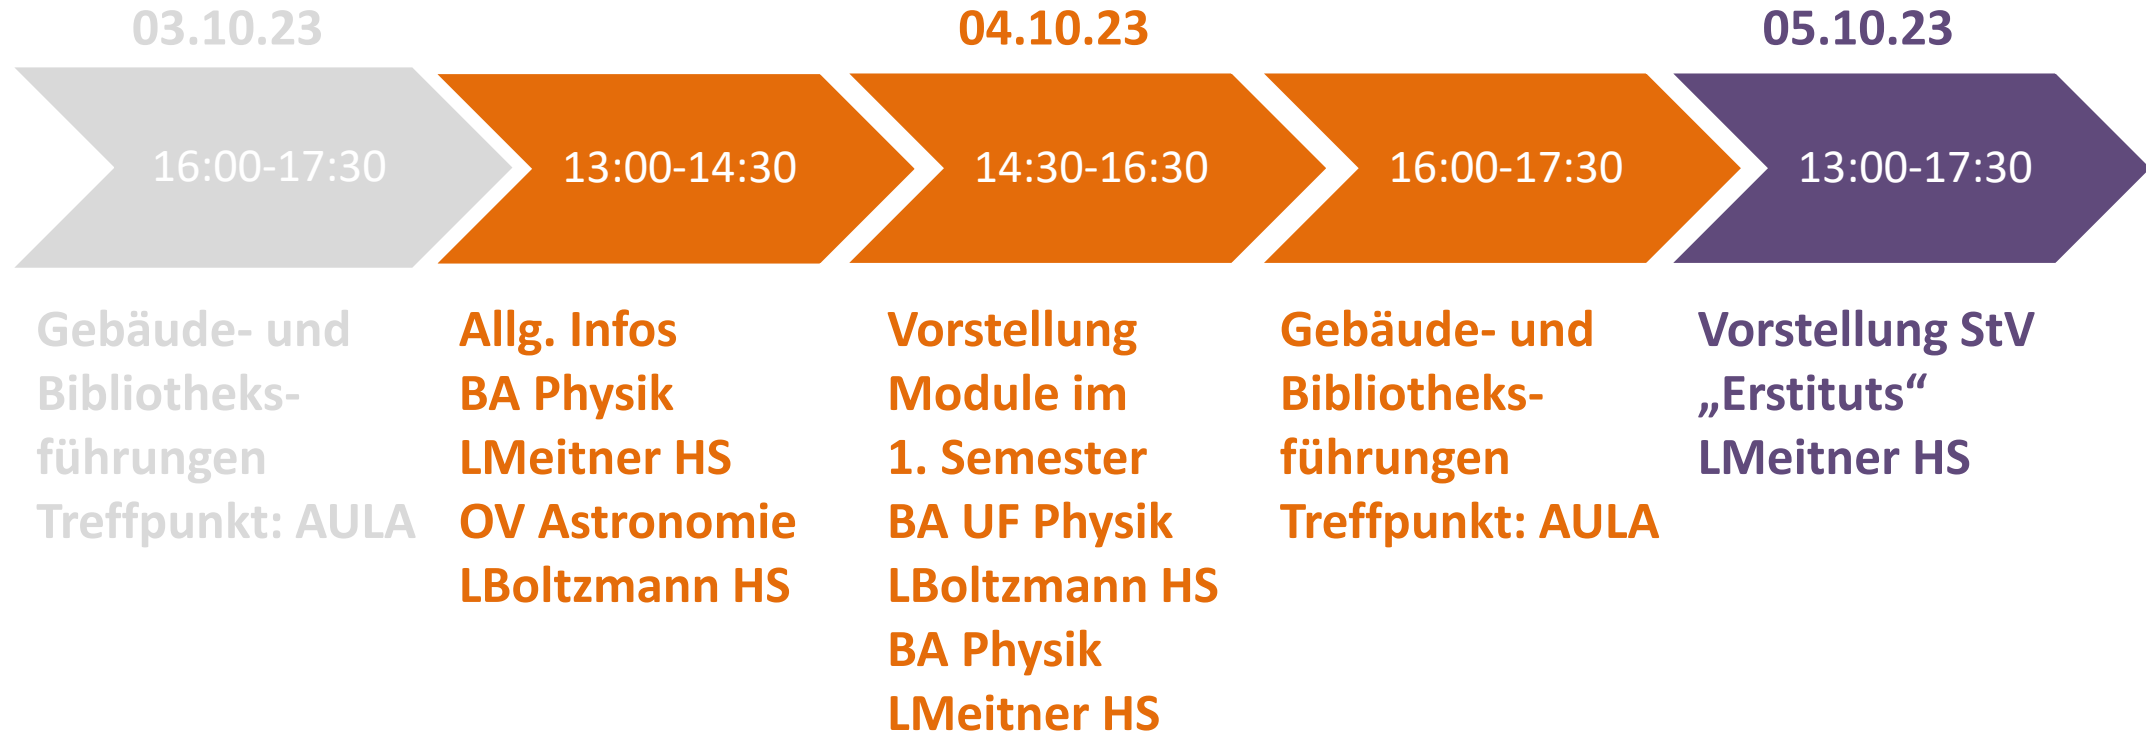 03.10.23
04.10.23
05.10.23
16:00-17:30
13:00-14:30
14:30-16:30
16:00-17:30
13:00-17:30
Gebäude- und
Bibliotheks-
führungen
Treffpunkt: AULA
Allg. Infos
BA Physik
LMeitner HS
OV Astronomie
LBoltzmann HS
Vorstellung
Module im
1. Semester
BA UF Physik
LBoltzmann HS
BA Physik
LMeitner HS
Gebäude- und
Bibliotheks-
führungen
Treffpunkt: AULA
Vorstellung StV
„Erstituts“
LMeitner HS